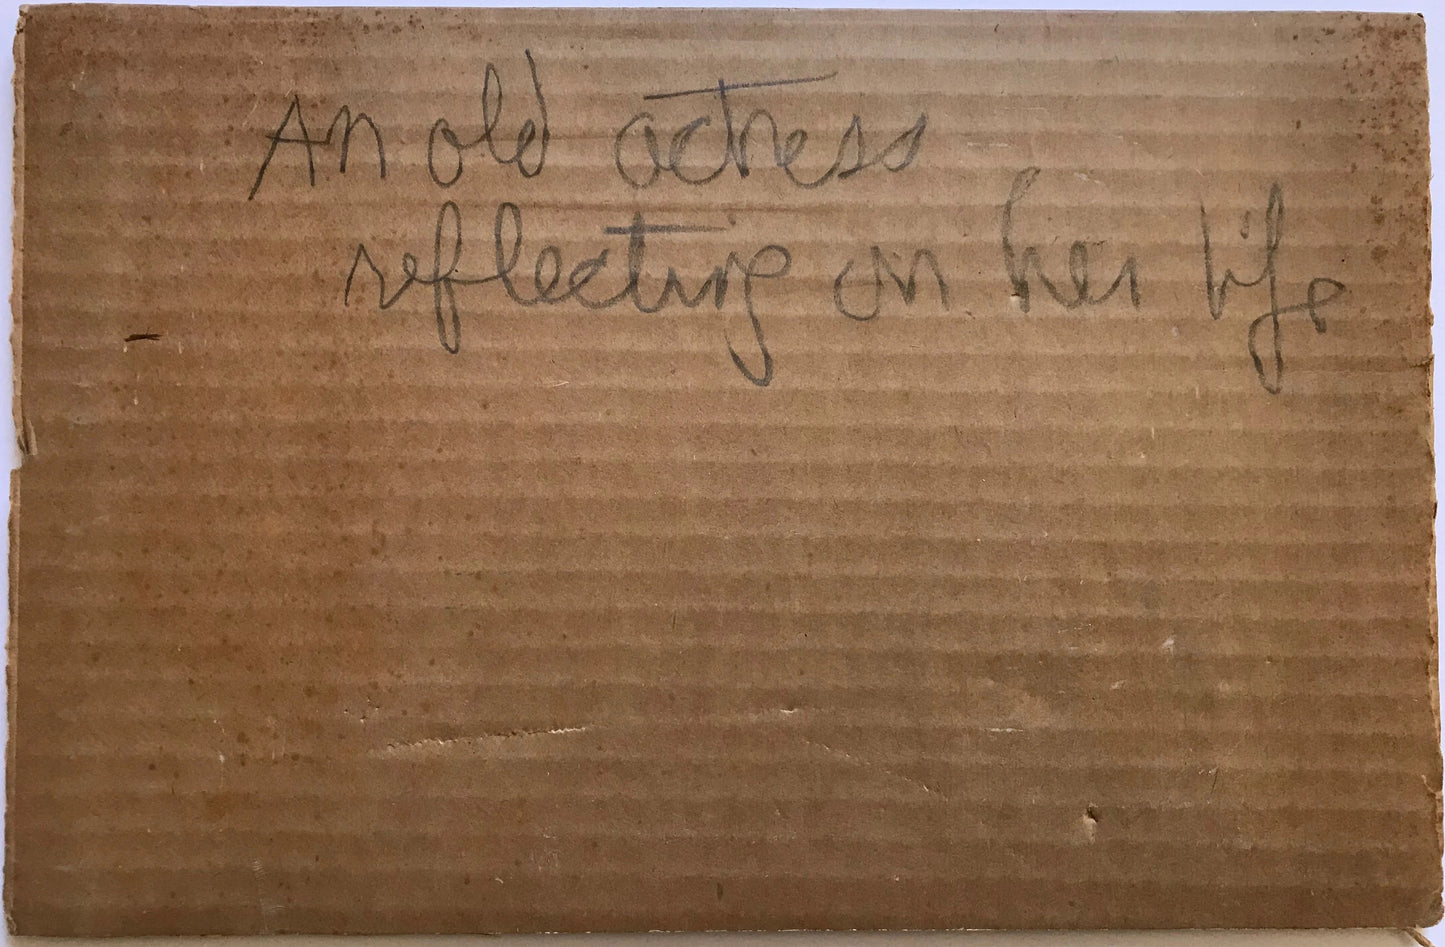 An old actress
reflecting on her life